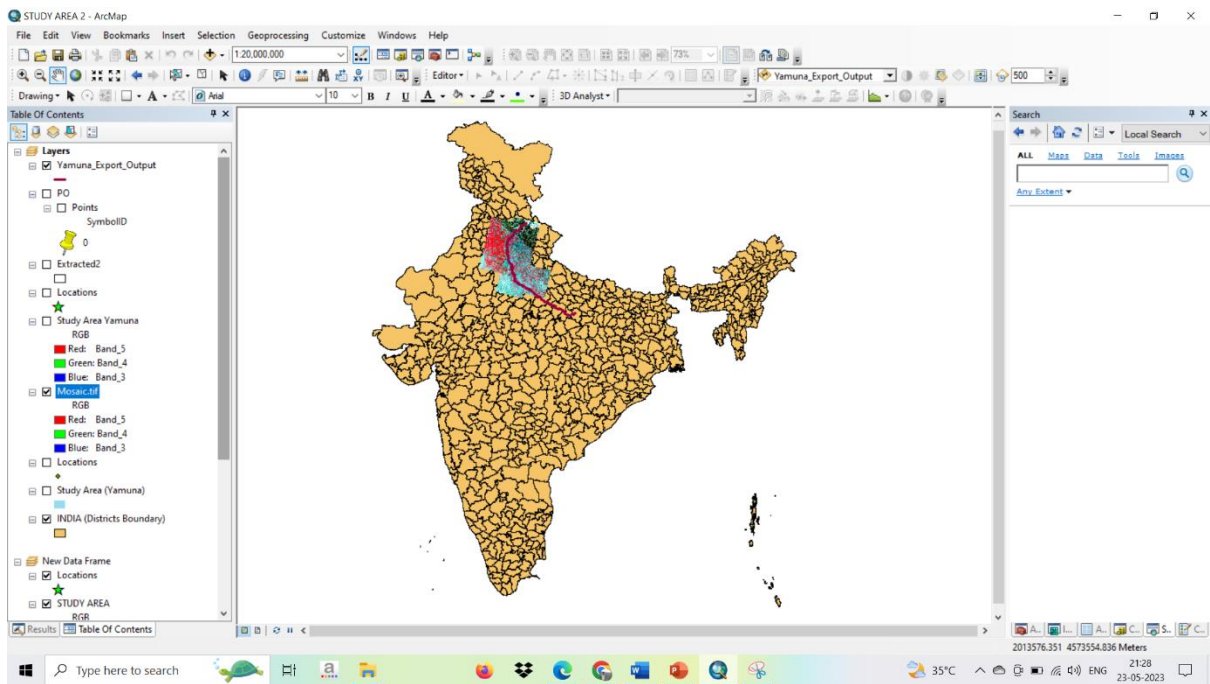 STUDY AREA 2 - ArcMap
File Edit View Bookmarks Insert Selection Geoprocessing Customize Windows Help
1:20,000,000 73%
Editor Yamuna_Export_Output 500
Drawing A Arial 10 B I U A 3D Analyst
Table Of Contents
Layers
Yamuna_Export_Output
PO
Points
SymbolID
0
Extracted2
Locations
Study Area Yamuna
RGB
Red: Band_5
Green: Band_4
Blue: Band_3
Mosaic.tif
RGB
Red: Band_5
Green: Band_4
Blue: Band_3
Locations
Study Area (Yamuna)
INDIA (Districts Boundary)
New Data Frame
Locations
STUDY AREA
RGB
Results Table Of Contents
Search
Local Search
ALL Maps Data Tools Images
Any Extent
A.. L.. A.. C.. S.. C..
2013576.351 4573554.836 Meters
Type here to search
35°C ENG 21:28
23-05-2023